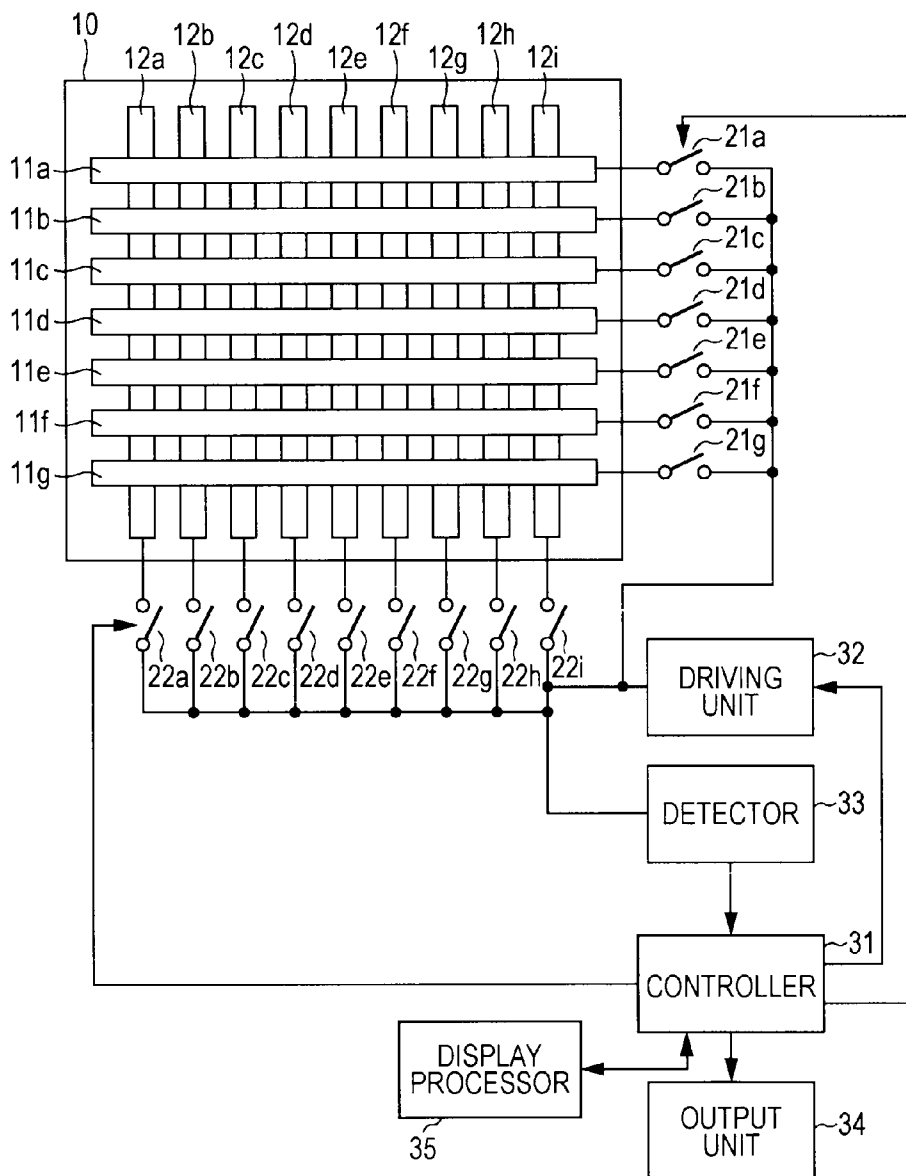 10
12a
12b
12c
12d
12e
12f
12g
12h
12i
11a
11b
11c
11d
11e
11f
11g
21a
21b
21c
21d
21e
21f
21g
22a
22b
22c
22d
22e
22f
22g
22h
22i
32
DRIVING
UNIT
DETECTOR
33
31
CONTROLLER
DISPLAY
PROCESSOR
35
OUTPUT
UNIT
34